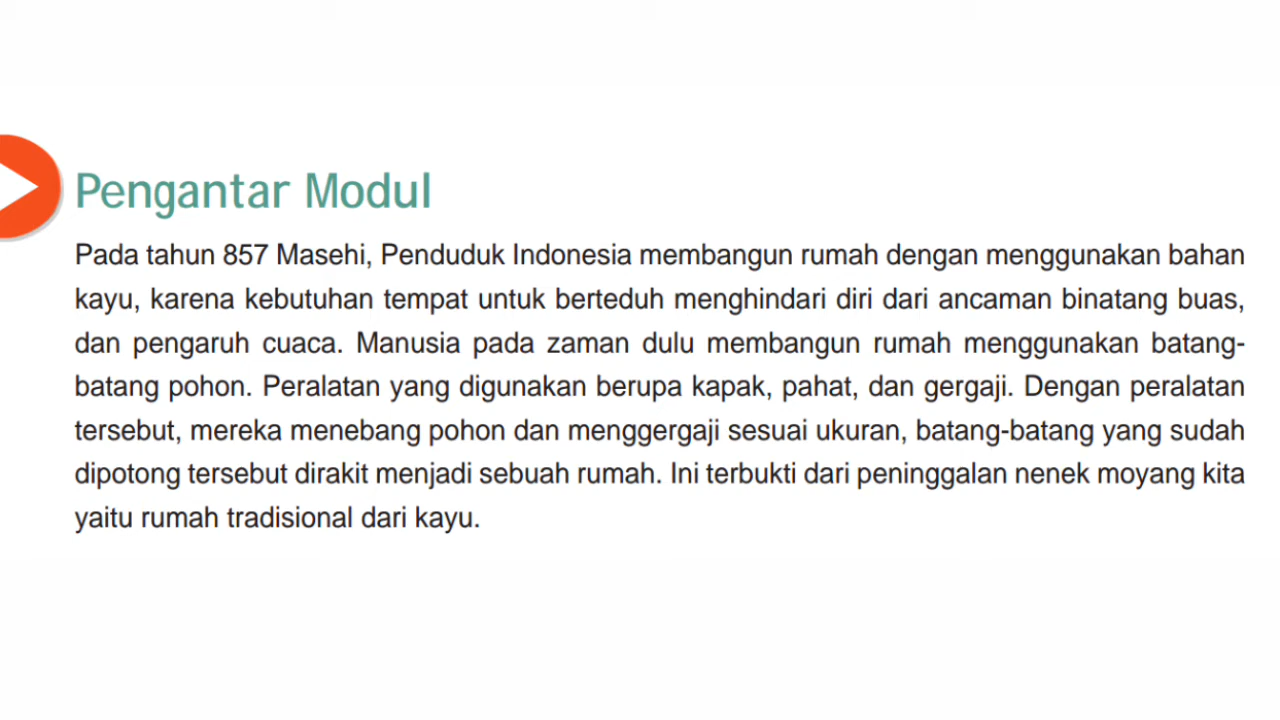 Pengantar Modul
Pada tahun 857 Masehi, Penduduk Indonesia membangun rumah dengan menggunakan bahan
kayu, karena kebutuhan tempat untuk berteduh menghindari diri dari ancaman binatang buas,
dan pengaruh cuaca. Manusia pada zaman dulu membangun rumah menggunakan batang-
batang pohon. Peralatan yang digunakan berupa kapak, pahat, dan gergaji. Dengan peralatan
tersebut, mereka menebang pohon dan menggergaji sesuai ukuran, batang-batang yang sudah
dipotong tersebut dirakit menjadi sebuah rumah. Ini terbukti dari peninggalan nenek moyang kita
yaitu rumah tradisional dari kayu.